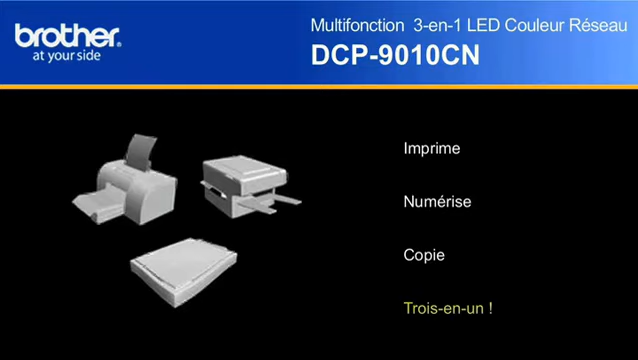 brother
at your side
Multifonction 3-en-1 LED Couleur Réseau
DCP-9010CN
Imprime
Numérise
Copie
Trois-en-un !